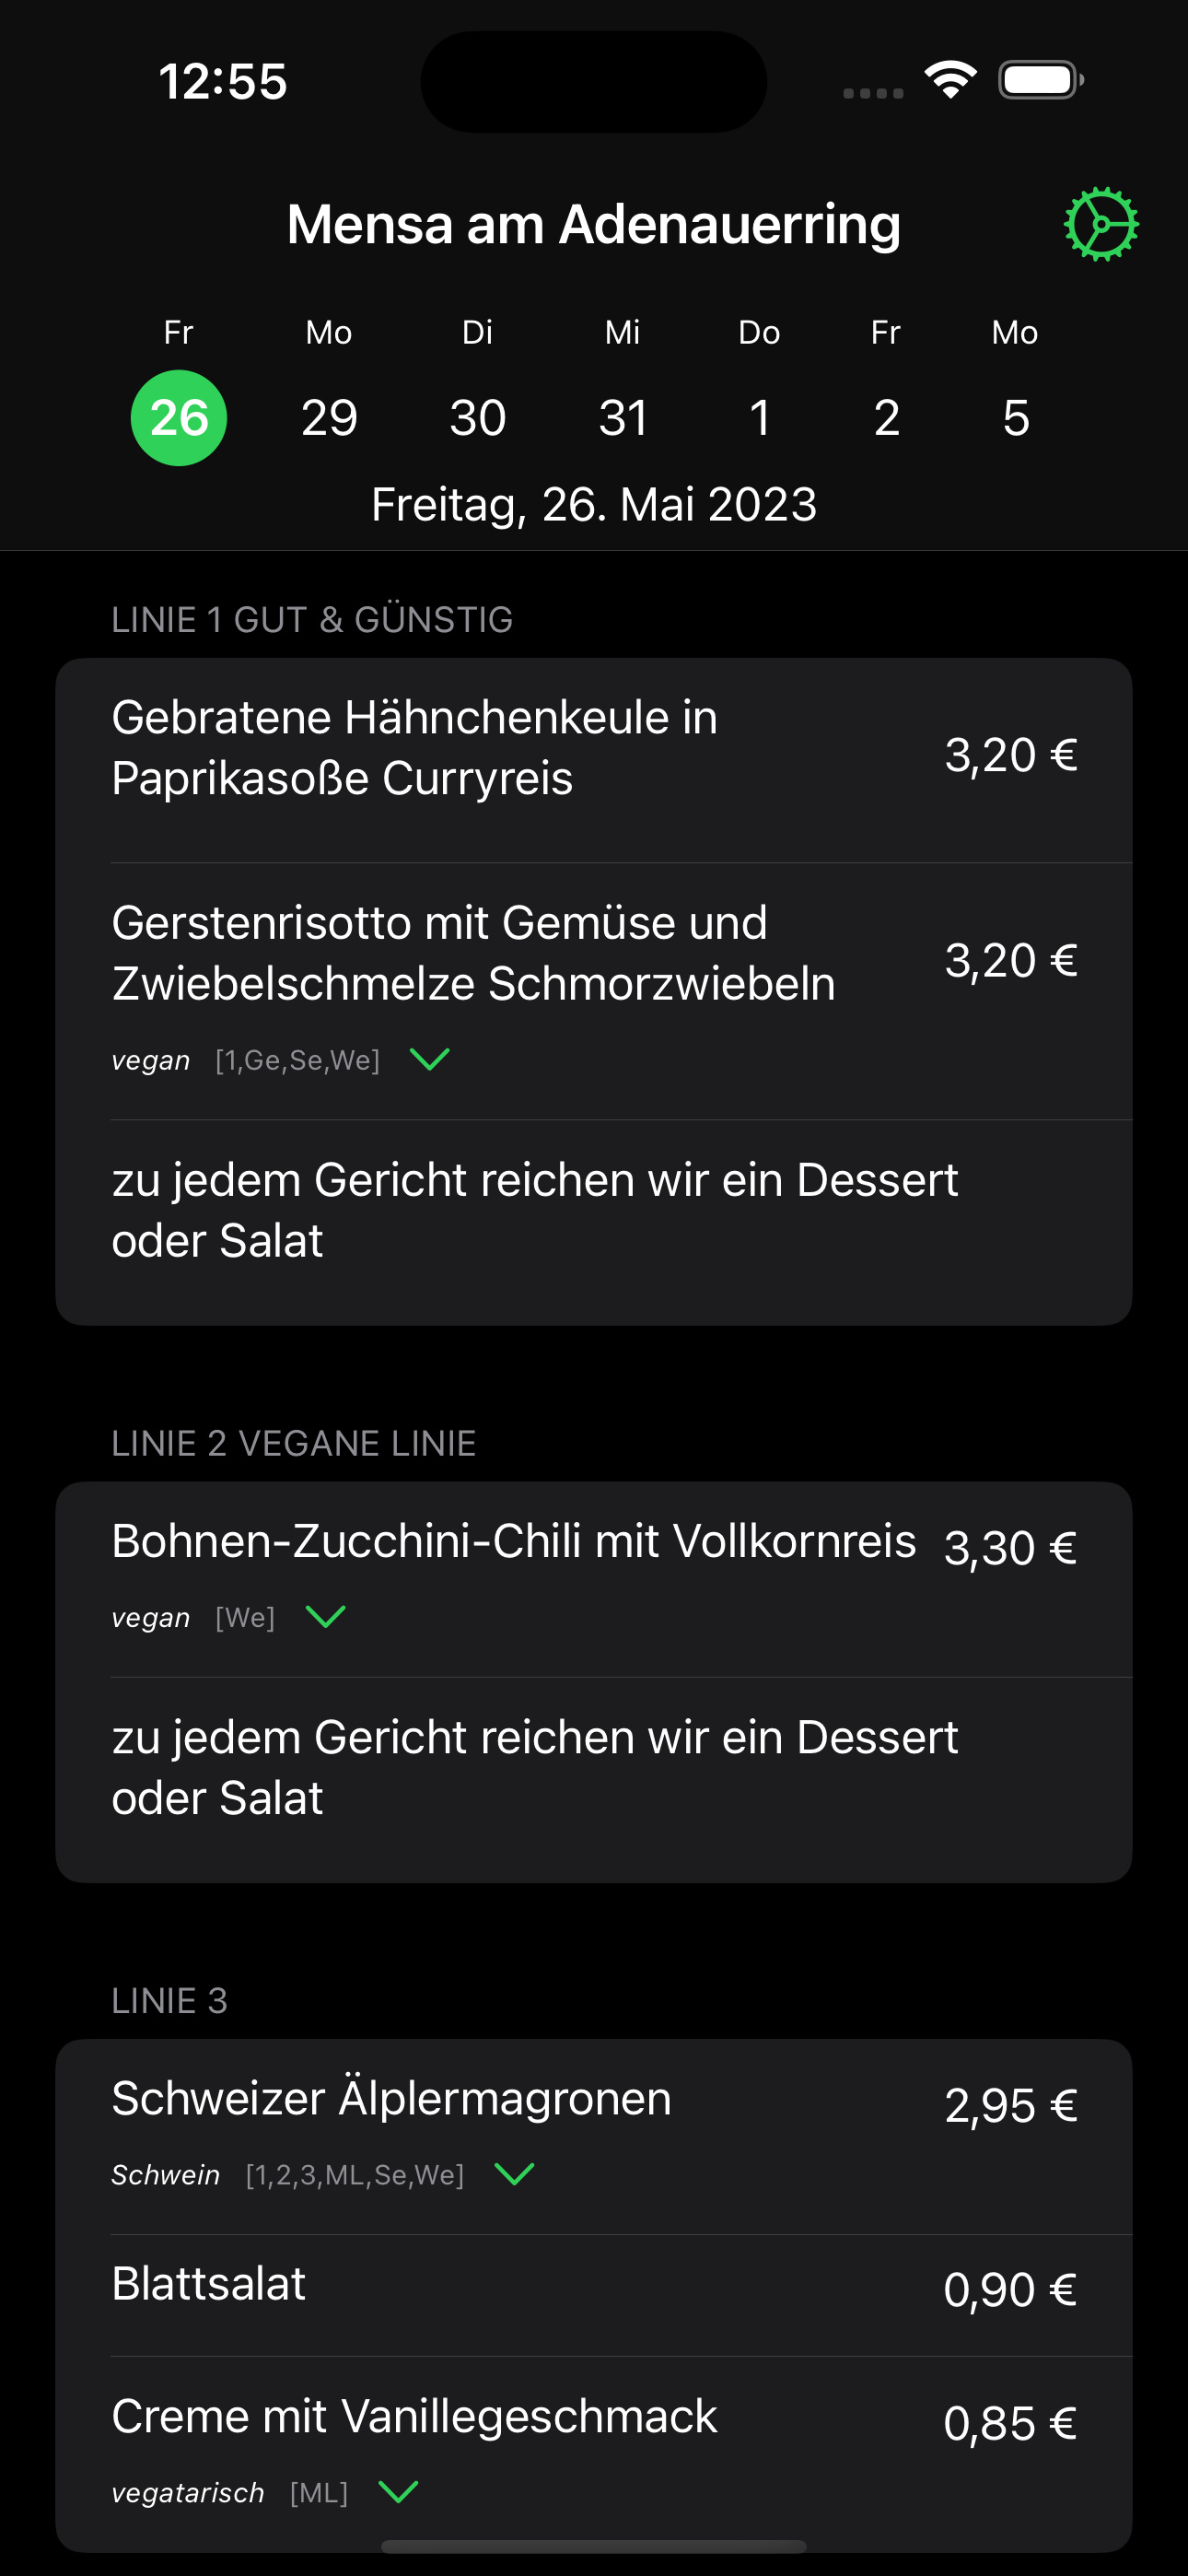 12:55
Mensa am Adenauerring
Fr Mo Di Mi Do Fr Mo
26 29 30 31 1 2 5
Freitag, 26. Mai 2023
LINIE 1 GUT & GÜNSTIG
Gebratene Hähnchenkeule in
Paprikasoße Curryreis
3,20 €
Gerstenrisotto mit Gemüse und
Zwiebelschmelze Schmorzwiebeln
3,20 €
vegan [1,Ge,Se,We]
zu jedem Gericht reichen wir ein Dessert
oder Salat
LINIE 2 VEGANE LINIE
Bohnen-Zucchini-Chili mit Vollkornreis 3,30 €
vegan [We]
zu jedem Gericht reichen wir ein Dessert
oder Salat
LINIE 3
Schweizer Älplermagronen 2,95 €
Schwein [1,2,3,ML,Se,We]
Blattsalat 0,90 €
Creme mit Vanillegeschmack 0,85 €
vegatarisch [ML]